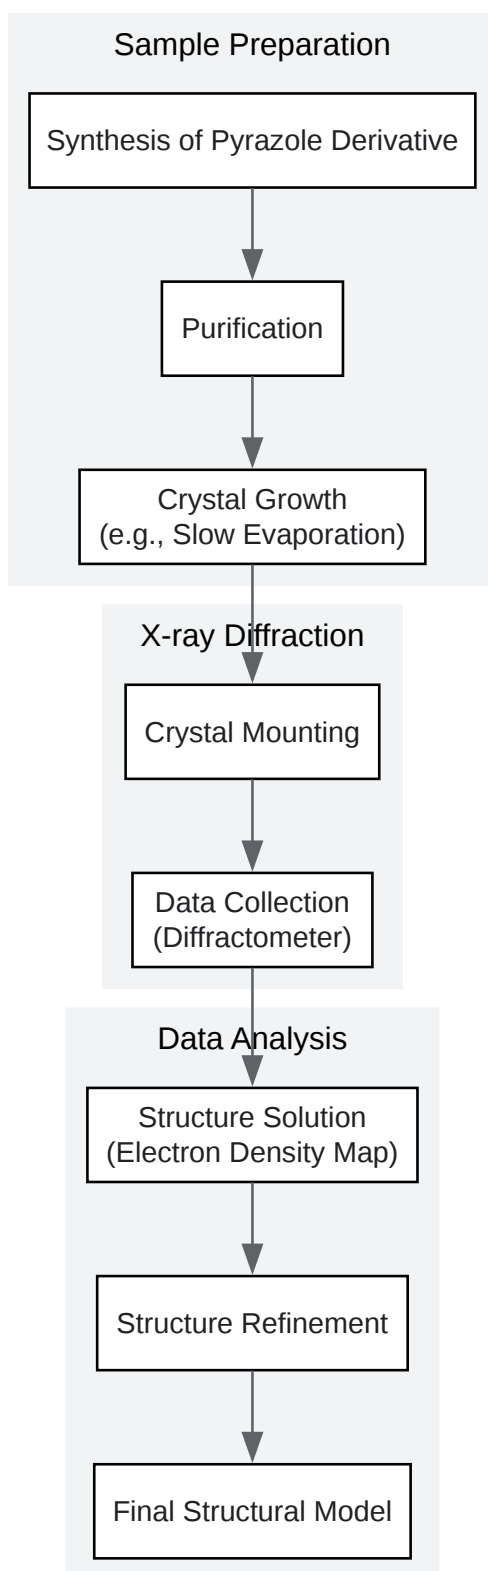 Sample Preparation
Synthesis of Pyrazole Derivative
Purification
Crystal Growth
(e.g., Slow Evaporation)
X-ray Diffraction
Crystal Mounting
Data Collection
(Diffractometer)
Data Analysis
Structure Solution
(Electron Density Map)
Structure Refinement
Final Structural Model